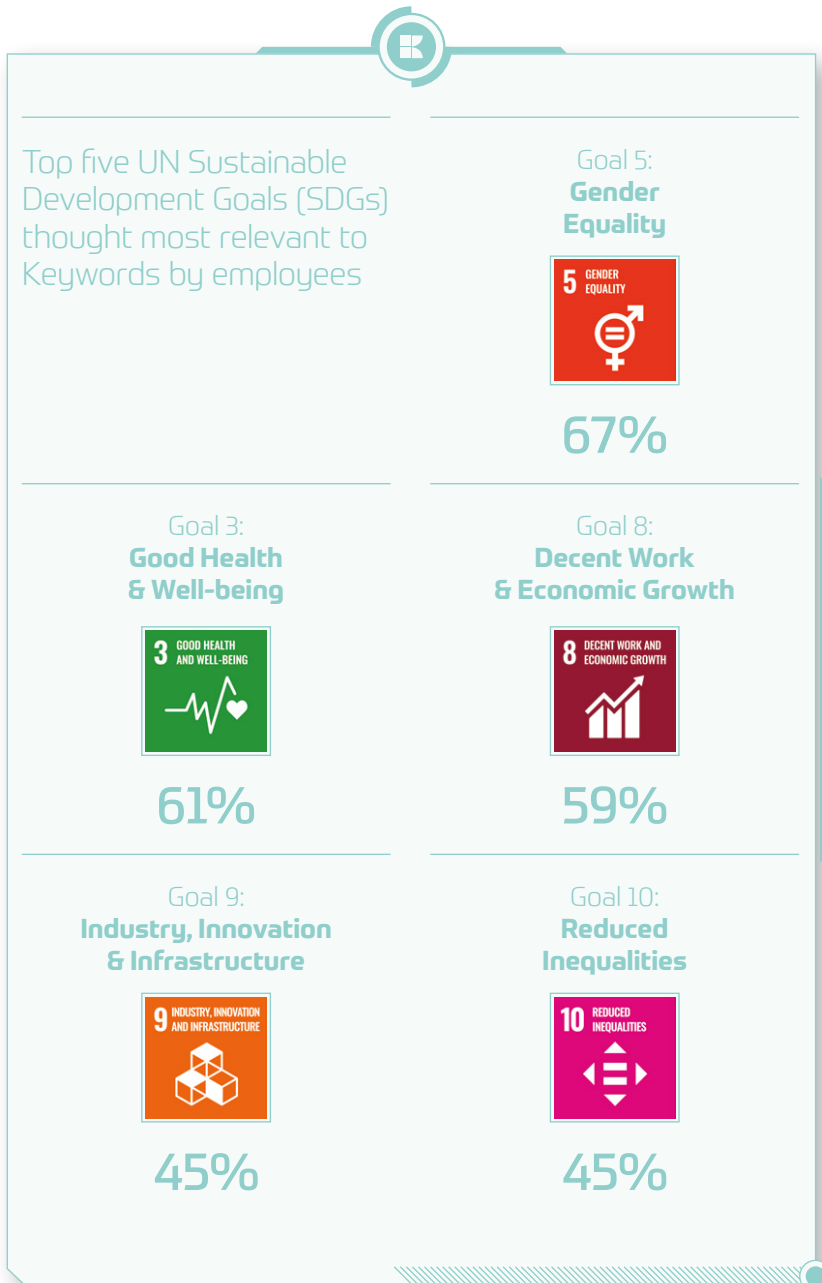 Top five UN Sustainable
Development Goals (SDGs)
thought most relevant to
Keywords by employees
Goal 5:
Gender
Equality
5 GENDER
EQUALITY
67%
Goal 3:
Good Health
& Well-being
3 GOOD HEALTH
AND WELL-BEING
61%
Goal 8:
Decent Work
& Economic Growth
8 DECENT WORK AND
ECONOMIC GROWTH
59%
Goal 9:
Industry, Innovation
& Infrastructure
9 INDUSTRY, INNOVATION
AND INFRASTRUCTURE
45%
Goal 10:
Reduced
Inequalities
10 REDUCED
INEQUALITIES
45%